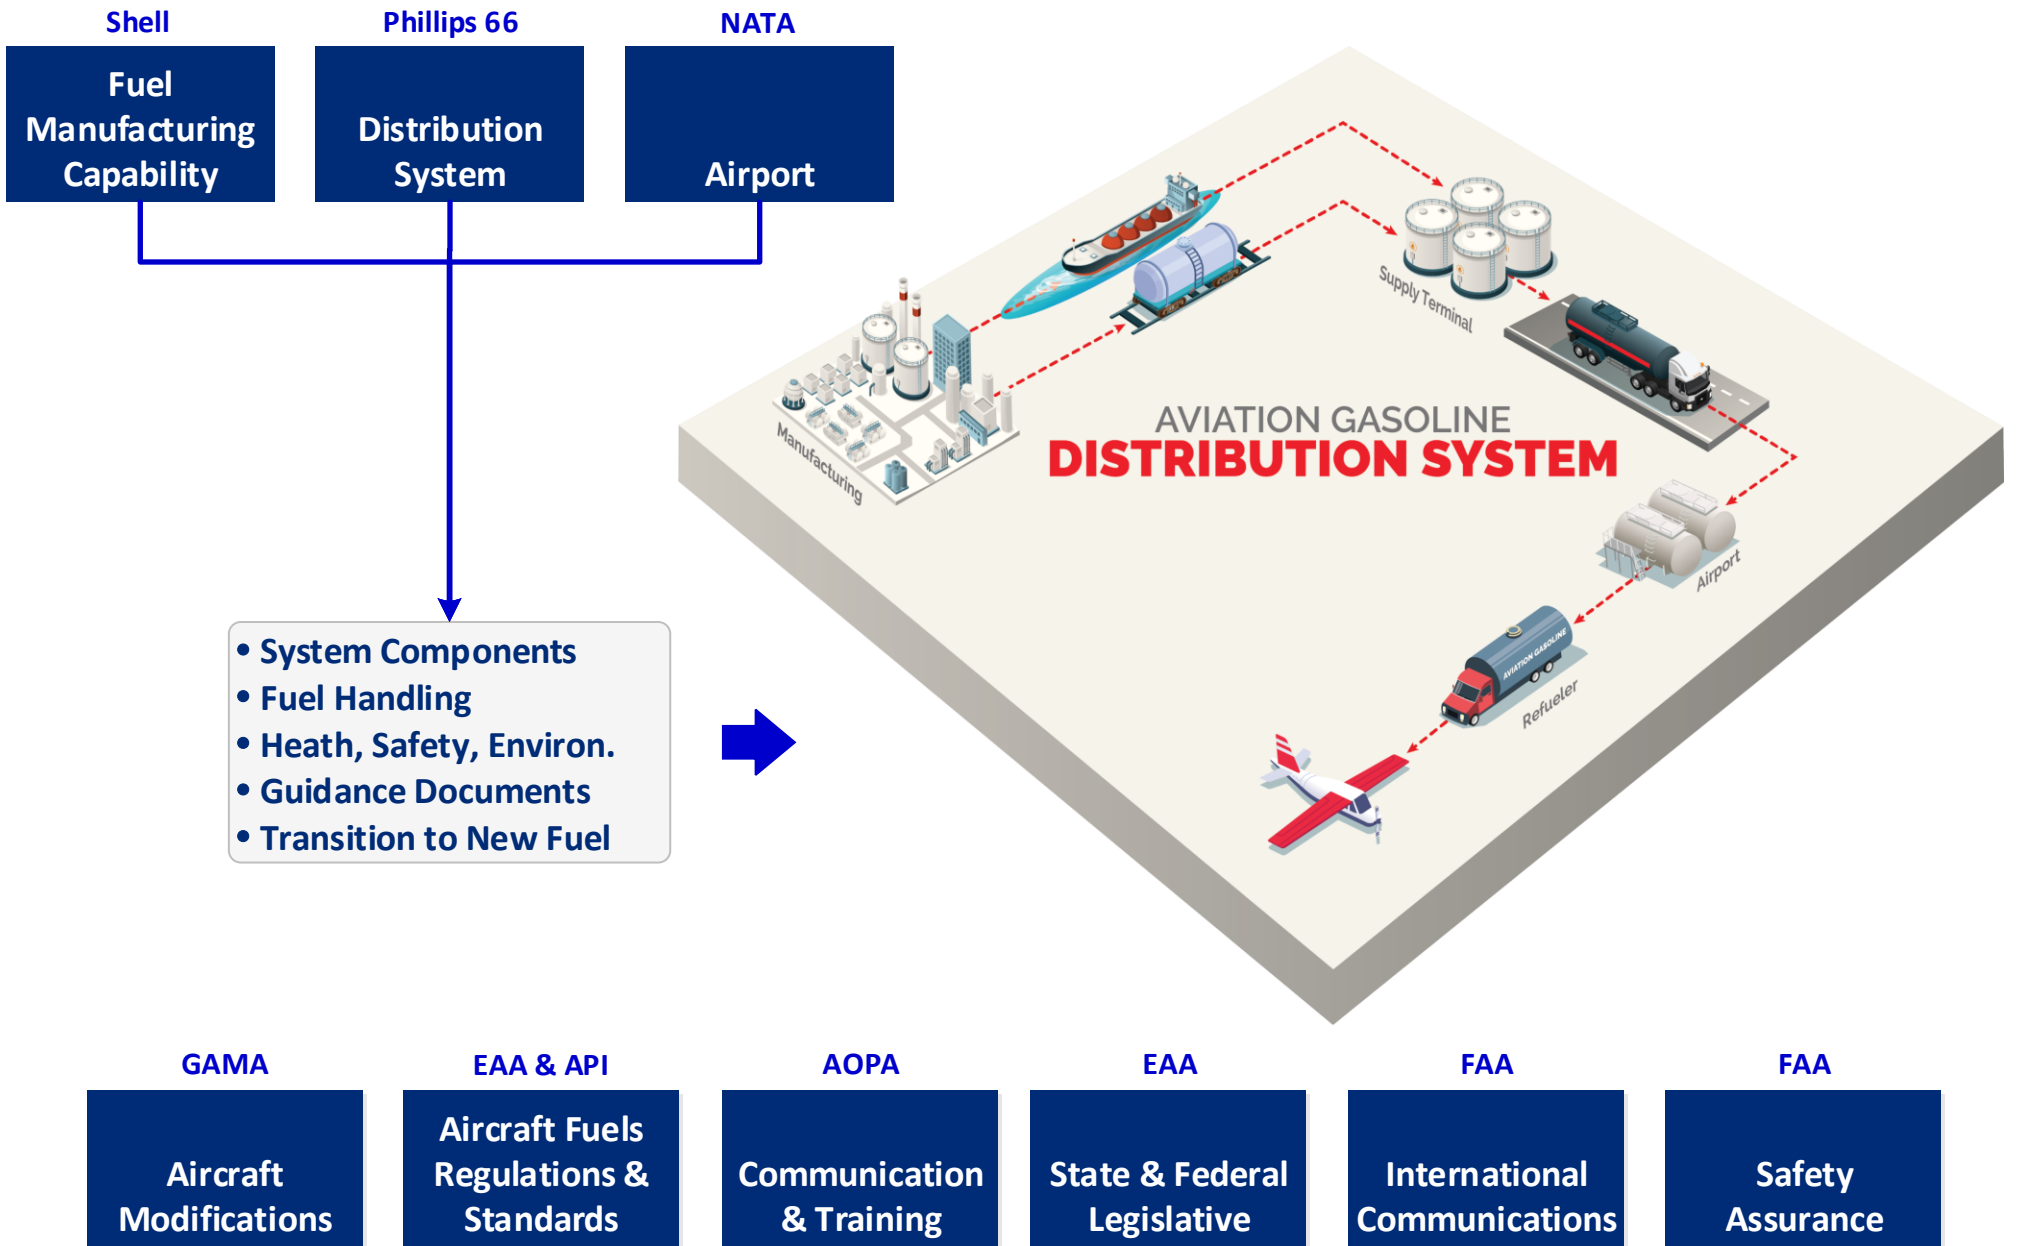 Shell
Fuel
Manufacturing
Capability
Phillips 66
Distribution
System
NATA
Airport
Supply Terminal
Manufacturing
AVIATION GASOLINE
DISTRIBUTION SYSTEM
Airport
AVIATION GASOLINE
Refueler
• System Components
• Fuel Handling
• Heath, Safety, Environ.
• Guidance Documents
• Transition to New Fuel
GAMA
Aircraft
Modifications
EAA & API
Aircraft Fuels
Regulations &
Standards
AOPA
Communication
& Training
EAA
State & Federal
Legislative
FAA
International
Communications
FAA
Safety
Assurance